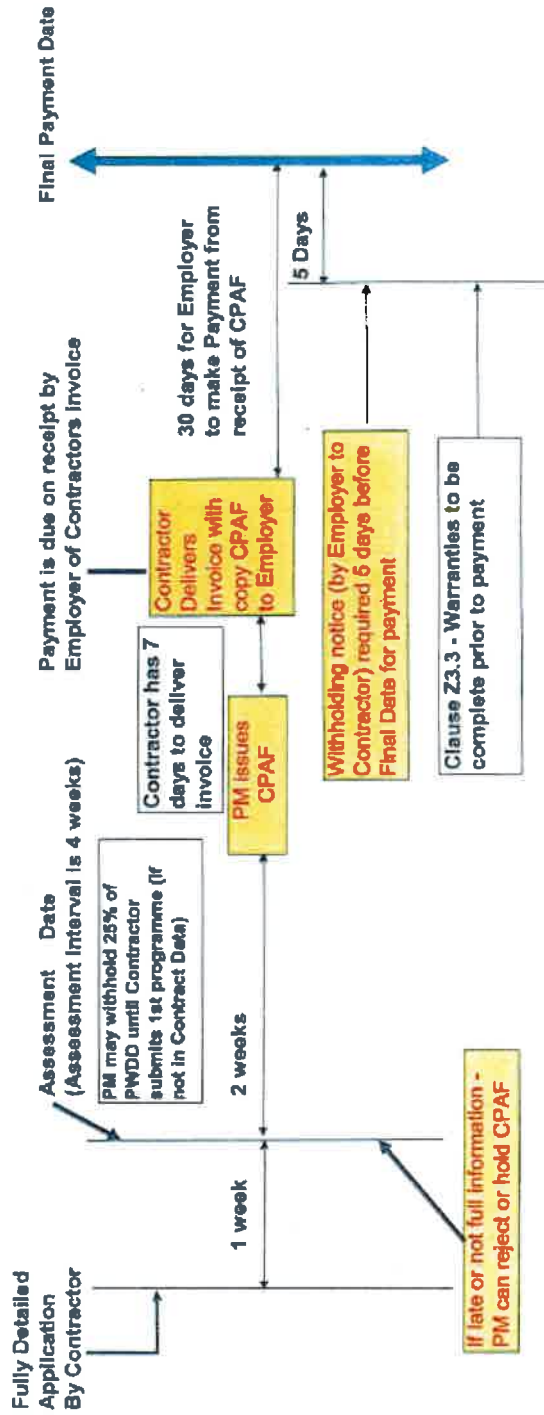 Fully Detailed
Application
By Contractor
Assessment Date
(Assessment Interval is 4 weeks)
PM may withhold 25% of
PWDD until Contractor
submits 1st programme (if
not in Contract Data)
1 week
2 weeks
If late or not full information -
PM can reject or hold CPAF
Payment is due on receipt by
Employer of Contractors Invoice
Contractor has 7
days to deliver
invoice
PM issues
CPAF
Contractor
Delivers
Invoice with
copy CPAF
to Employer
30 days for Employer
to make Payment from
receipt of CPAF
Final Payment Date
5 Days
Withholding notice (by Employer to
Contractor) required 5 days before
Final Date for payment
Clause Z3.3 - Warranties to be
complete prior to payment